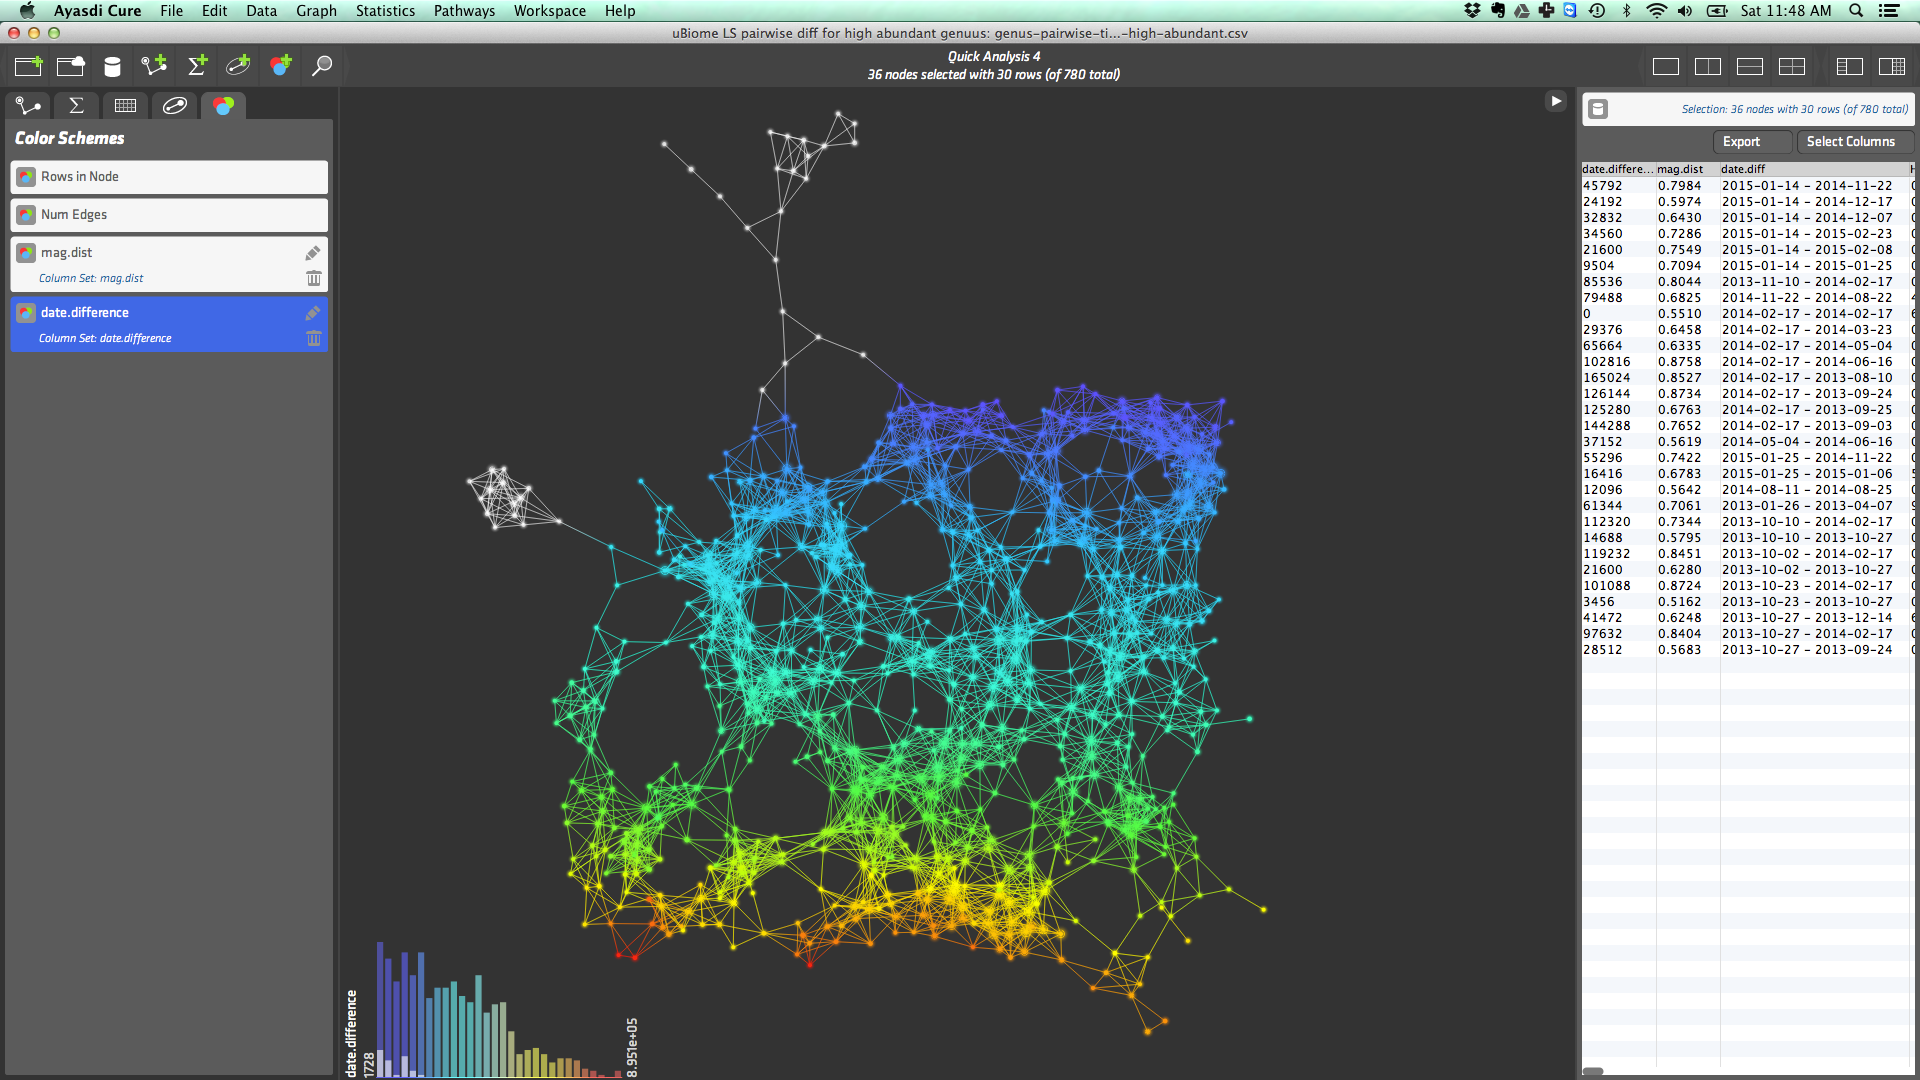 Ayasdi Cure File Edit Data Graph Statistics Pathways Workspace Help Sat 11:48 AM
uBiome LS pairwise diff for high abundant genuus: genus-pairwise-ti...-high-abundant.csv
Quick Analysis 4
36 nodes selected with 30 rows (of 780 total)
Color Schemes
Rows in Node
Num Edges
mag.dist
Column Set: mag.dist
date.difference
Column Set: date.difference
date.difference
1728
8.951e+05
Selection: 36 nodes with 30 rows (of 780 total)
Export Select Columns
date.differe... mag.dist date.diff
45792 0.7984 2015-01-14 - 2014-11-22
24192 0.5974 2015-01-14 - 2014-12-17
32832 0.6430 2015-01-14 - 2014-12-07
34560 0.7286 2015-01-14 - 2015-02-23
21600 0.7549 2015-01-14 - 2015-02-08
9504 0.7094 2015-01-14 - 2015-01-25
85536 0.8044 2013-11-10 - 2014-02-17
79488 0.6825 2014-11-22 - 2014-08-22
0 0.5510 2014-02-17 - 2014-02-17
29376 0.6458 2014-02-17 - 2014-03-23
65664 0.6335 2014-02-17 - 2014-05-04
102816 0.8758 2014-02-17 - 2014-06-16
165024 0.8527 2014-02-17 - 2013-08-10
126144 0.8734 2014-02-17 - 2013-09-24
125280 0.6763 2014-02-17 - 2013-09-25
144288 0.7652 2014-02-17 - 2013-09-03
37152 0.5619 2014-05-04 - 2014-06-16
55296 0.7422 2015-01-25 - 2014-11-22
16416 0.6783 2015-01-25 - 2015-01-06
12096 0.5642 2014-08-11 - 2014-08-25
61344 0.7061 2013-01-26 - 2013-04-07
112320 0.7344 2013-10-10 - 2014-02-17
14688 0.5795 2013-10-10 - 2013-10-27
119232 0.8451 2013-10-02 - 2014-02-17
21600 0.6280 2013-10-02 - 2013-10-27
101088 0.8724 2013-10-23 - 2014-02-17
3456 0.5162 2013-10-23 - 2013-10-27
41472 0.6248 2013-10-27 - 2013-12-14
97632 0.8404 2013-10-27 - 2014-02-17
28512 0.5683 2013-10-27 - 2013-09-24